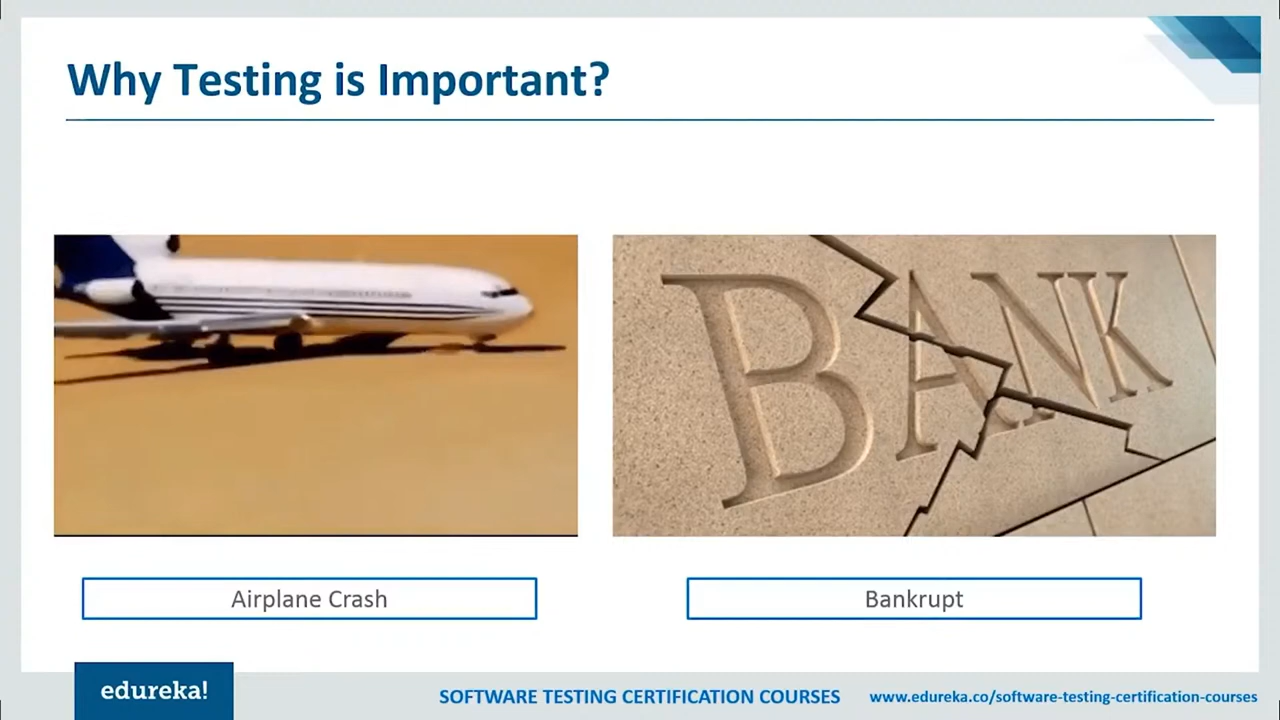 Why Testing is Important?
BANK
Airplane Crash
Bankrupt
edureka!
SOFTWARE TESTING CERTIFICATION COURSES
www.edureka.co/software-testing-certification-courses